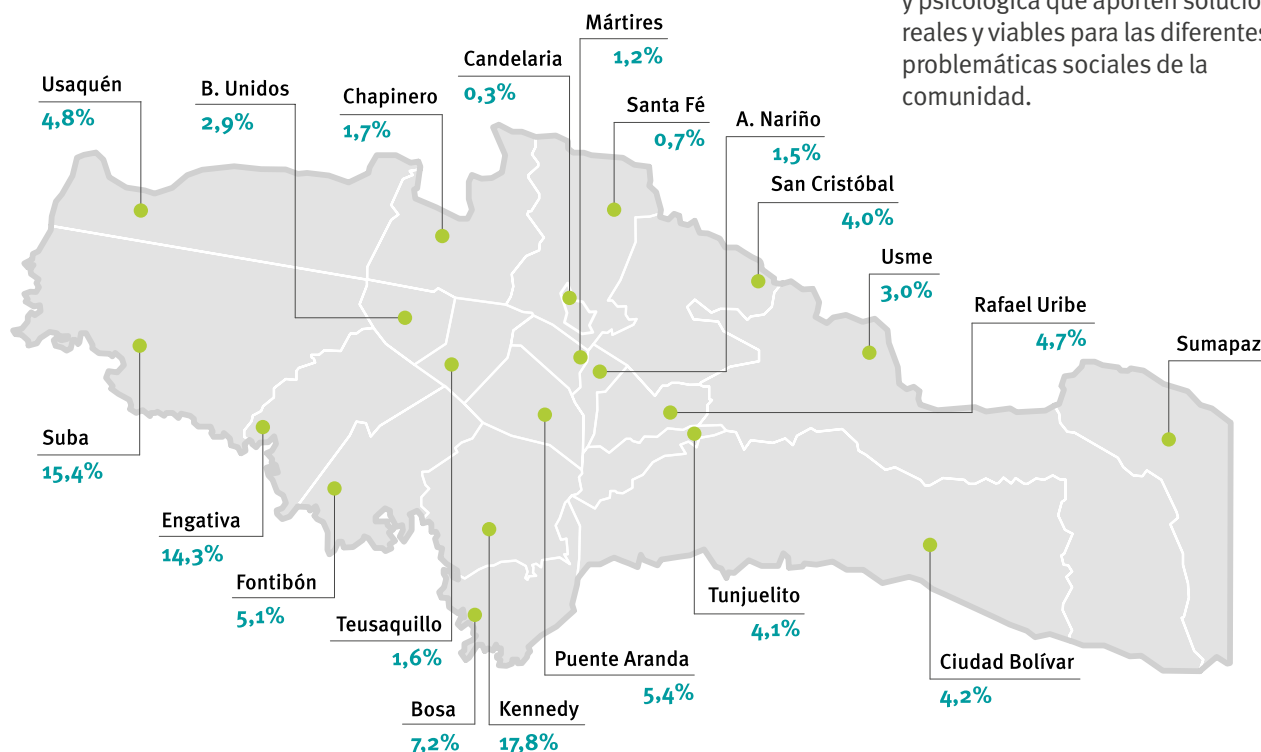 y psicológica que aporten solucio
reales y viables para las diferentes
problemáticas sociales de la
comunidad.
Mártires
1,2%
Candelaria
0,3%
Usaquén
4,8%
B. Unidos
2,9%
Chapinero
1,7%
Santa Fé
0,7%
A. Nariño
1,5%
San Cristóbal
4,0%
Usme
3,0%
Rafael Uribe
4,7%
Sumapaz
Suba
15,4%
Engativa
14,3%
Fontibón
5,1%
Teusaquillo
1,6%
Bosa
7,2%
Kennedy
17,8%
Puente Aranda
5,4%
Tunjuelito
4,1%
Ciudad Bolívar
4,2%